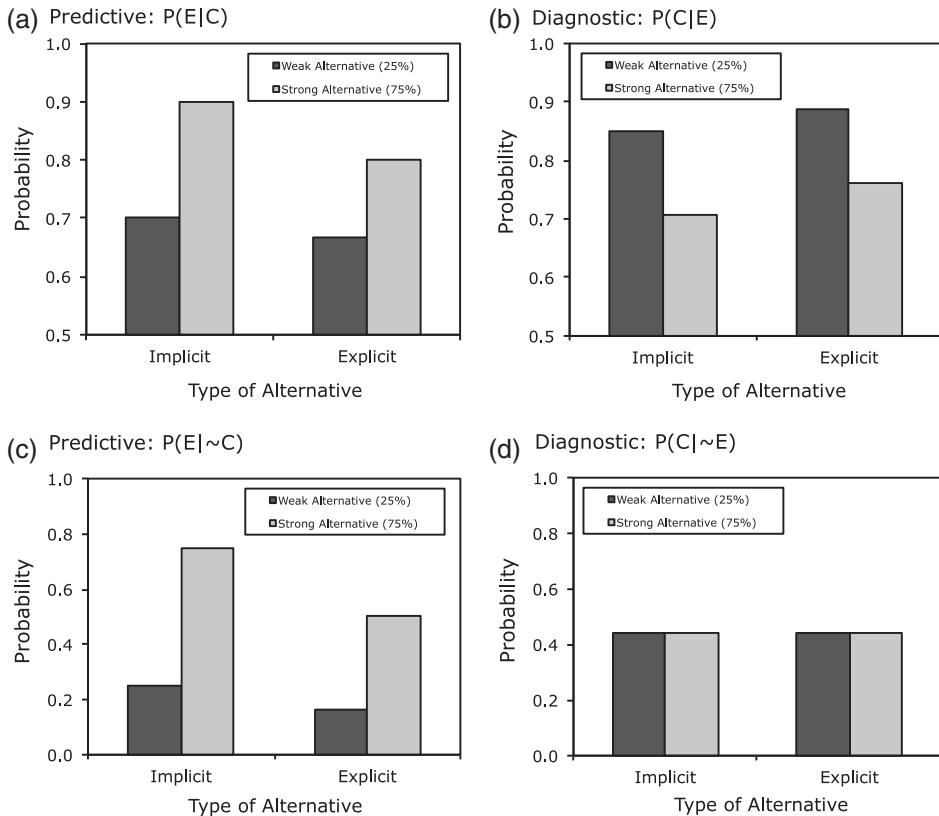 (a) Predictive: P(E|C)
1.0
0.9
0.8
0.7
0.6
0.5
Probability
Weak Alternative (25%)
Strong Alternative (75%)
Implicit
Explicit
Type of Alternative
(b) Diagnostic: P(C|E)
1.0
0.9
0.8
0.7
0.6
0.5
Probability
Weak Alternative (25%)
Strong Alternative (75%)
Implicit
Explicit
Type of Alternative
(c) Predictive: P(E|~C)
1.0
0.8
0.6
0.4
0.2
0.0
Probability
Weak Alternative (25%)
Strong Alternative (75%)
Implicit
Explicit
Type of Alternative
(d) Diagnostic: P(C|~E)
1.0
0.8
0.6
0.4
0.2
0.0
Probability
Weak Alternative (25%)
Strong Alternative (75%)
Implicit
Explicit
Type of Alternative